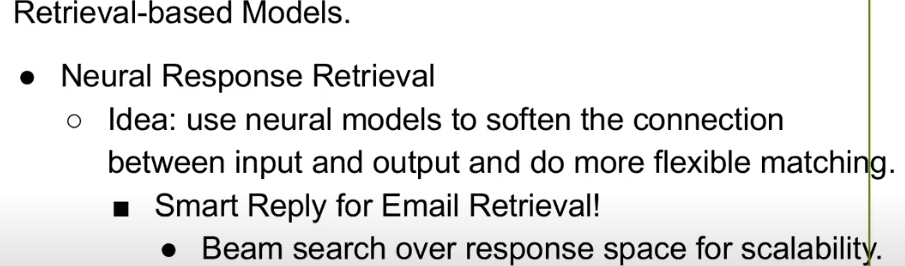 Retrieval-based Models.
● Neural Response Retrieval
○ Idea: use neural models to soften the connection
between input and output and do more flexible matching.
■ Smart Reply for Email Retrieval!
● Beam search over response space for scalability.